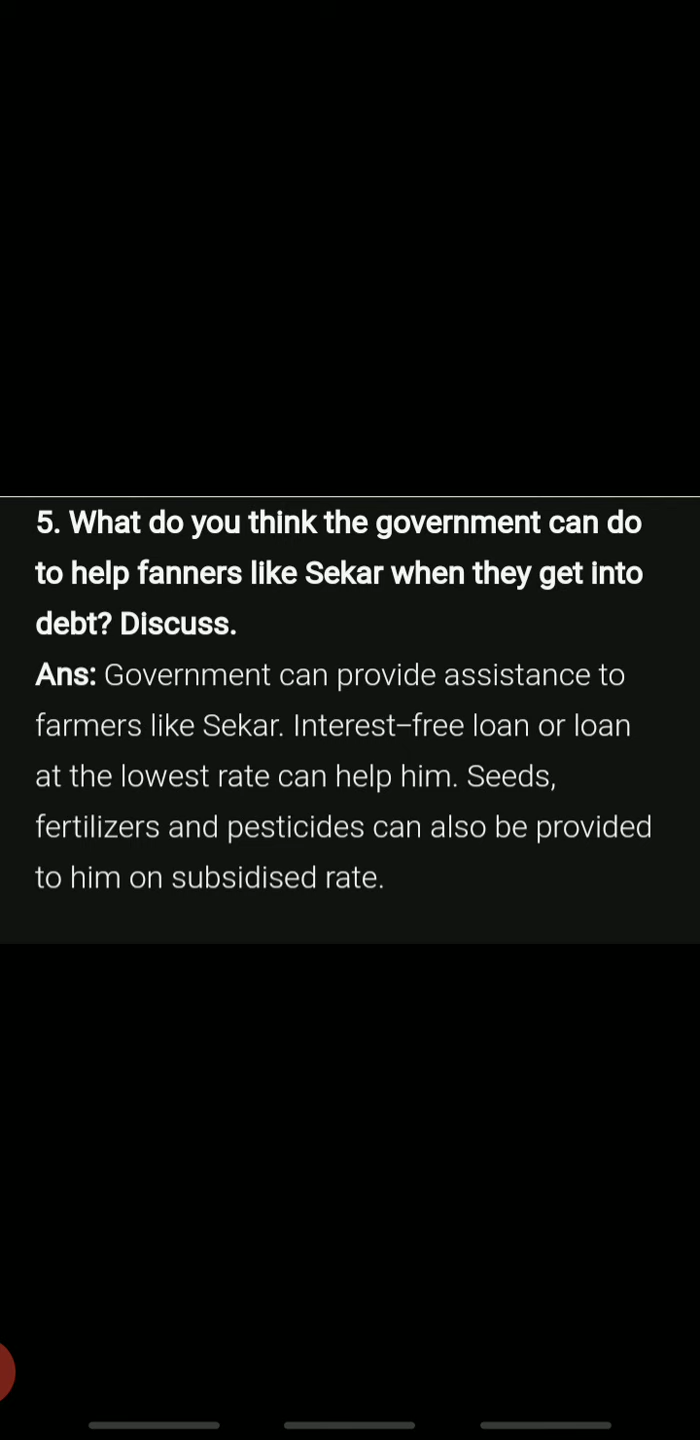 5. What do you think the government can do
to help fanners like Sekar when they get into
debt? Discuss.
Ans: Government can provide assistance to
farmers like Sekar. Interest–free loan or loan
at the lowest rate can help him. Seeds,
fertilizers and pesticides can also be provided
to him on subsidised rate.